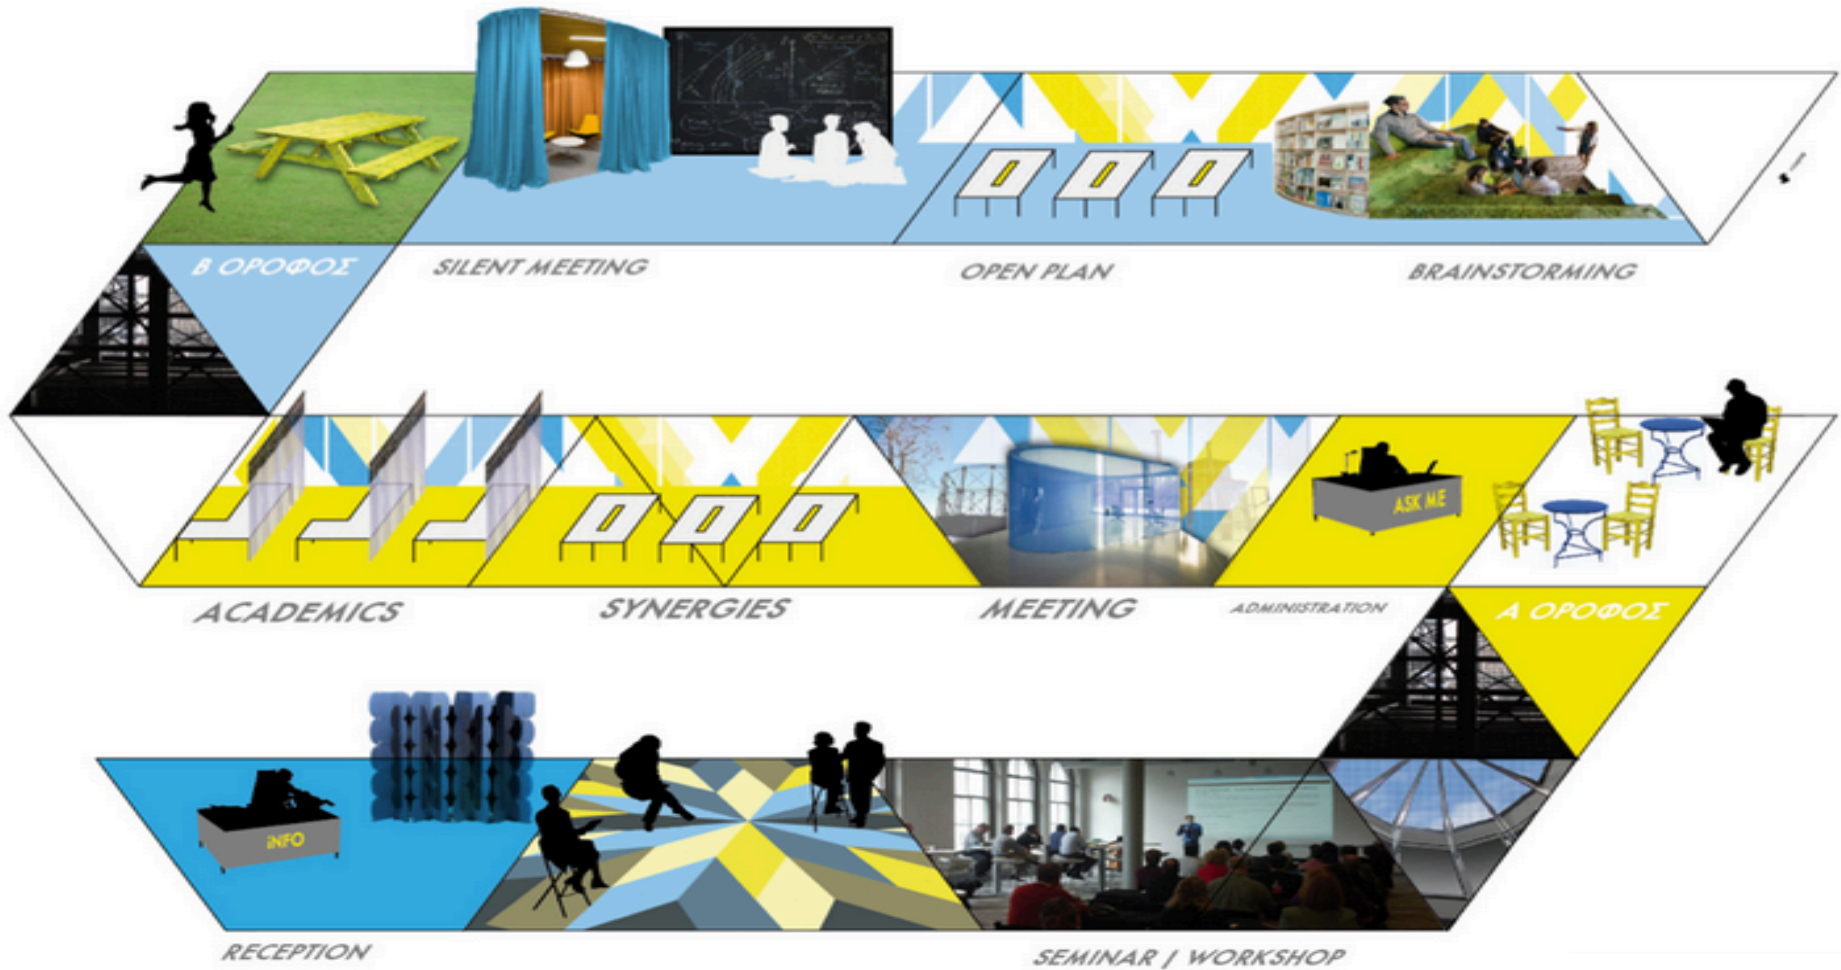 B ΟΡΟΦΟΣ
SILENT MEETING
OPEN PLAN
BRAINSTORMING
ASK ME
ACADEMICS
SYNERGIES
MEETING
ADMINISTRATION
Α ΟΡΟΦΟΣ
iNFO
RECEPTION
SEMINAR / WORKSHOP